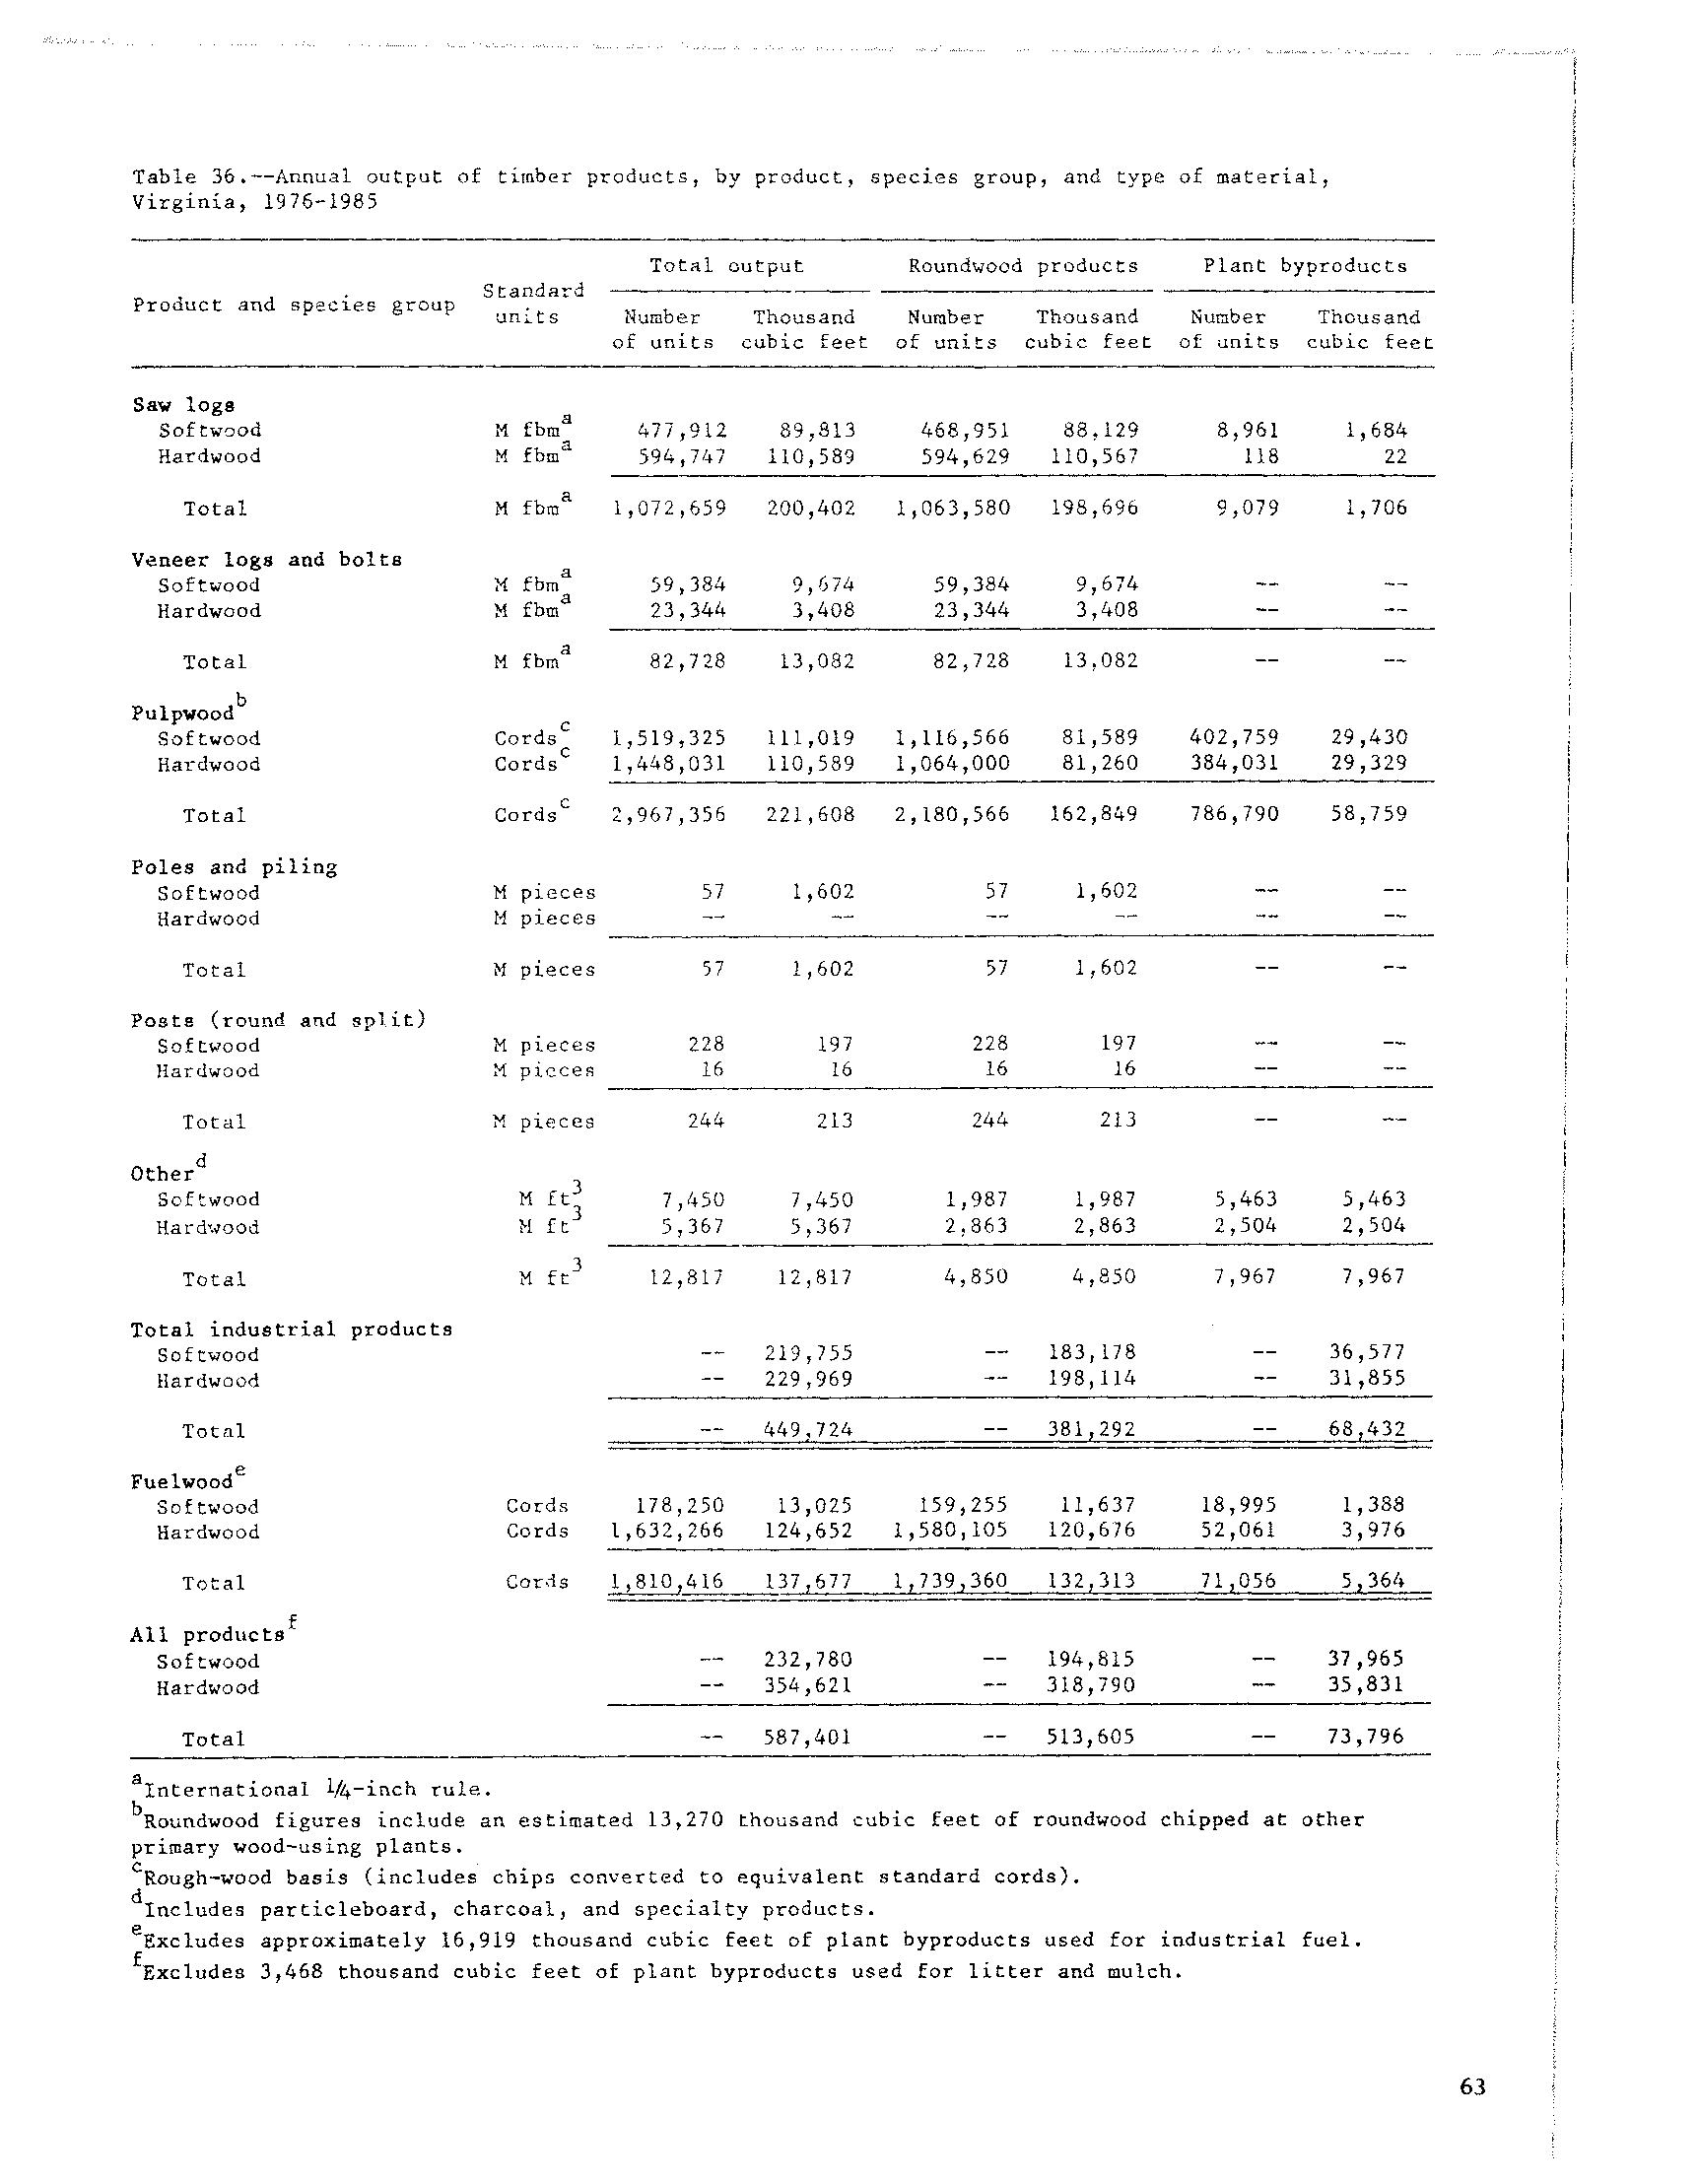 Table 36.--Annual output of timber products, by product, species group, and type of material,
Virginia, 1976-1985
Total output Roundwood products Plant byproducts
Product and species group Standard units Number of units Thousand cubic feet Number of units Thousand cubic feet Number of units Thousand cubic feet
Saw logs
Softwood M fbm^a 477,912 89,813 468,951 88,129 8,961 1,684
Hardwood M fbm^a 594,747 110,589 594,629 110,567 118 22
Total M fbm^a 1,072,659 200,402 1,063,580 198,696 9,079 1,706
Veneer logs and bolts
Softwood M fbm^a 59,384 9,674 59,384 9,674 -- --
Hardwood M fbm^a 23,344 3,408 23,344 3,408 -- --
Total M fbm^a 82,728 13,082 82,728 13,082 -- --
Pulpwood^b
Softwood Cords^c 1,519,325 111,019 1,116,566 81,589 402,759 29,430
Hardwood Cords^c 1,448,031 110,589 1,064,000 81,260 384,031 29,329
Total Cords^c 2,967,356 221,608 2,180,566 162,849 786,790 58,759
Poles and piling
Softwood M pieces 57 1,602 57 1,602 -- --
Hardwood M pieces -- -- -- -- -- --
Total M pieces 57 1,602 57 1,602 -- --
Posts (round and split)
Softwood M pieces 228 197 228 197 -- --
Hardwood M pieces 16 16 16 16 -- --
Total M pieces 244 213 244 213 -- --
Other^d
Softwood M ft^3 7,450 7,450 1,987 1,987 5,463 5,463
Hardwood M ft^3 5,367 5,367 2,863 2,863 2,504 2,504
Total M ft^3 12,817 12,817 4,850 4,850 7,967 7,967
Total industrial products
Softwood -- 219,755 -- 183,178 -- 36,577
Hardwood -- 229,969 -- 198,114 -- 31,855
Total -- 449,724 -- 381,292 -- 68,432
Fuelwood^e
Softwood Cords 178,250 13,025 159,255 11,637 18,995 1,388
Hardwood Cords 1,632,266 124,652 1,580,105 120,676 52,061 3,976
Total Cords 1,810,416 137,677 1,739,360 132,313 71,056 5,364
All products^f
Softwood -- 232,780 -- 194,815 -- 37,965
Hardwood -- 354,621 -- 318,790 -- 35,831
Total -- 587,401 -- 513,605 -- 73,796
^aInternational 1/4-inch rule.
^bRoundwood figures include an estimated 13,270 thousand cubic feet of roundwood chipped at other
primary wood-using plants.
^cRough-wood basis (includes chips converted to equivalent standard cords).
^dIncludes particleboard, charcoal, and specialty products.
^eExcludes approximately 16,919 thousand cubic feet of plant byproducts used for industrial fuel.
^fExcludes 3,468 thousand cubic feet of plant byproducts used for litter and mulch.
63